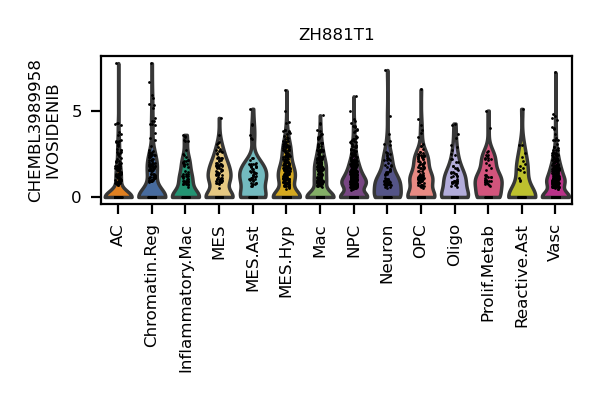 ZH881T1
CHEMBL3989958
IVOSIDENIB
5
0
AC
Chromatin.Reg
Inflammatory.Mac
MES
MES.Ast
MES.Hyp
Mac
NPC
Neuron
OPC
Oligo
Prolif.Metab
Reactive.Ast
Vasc